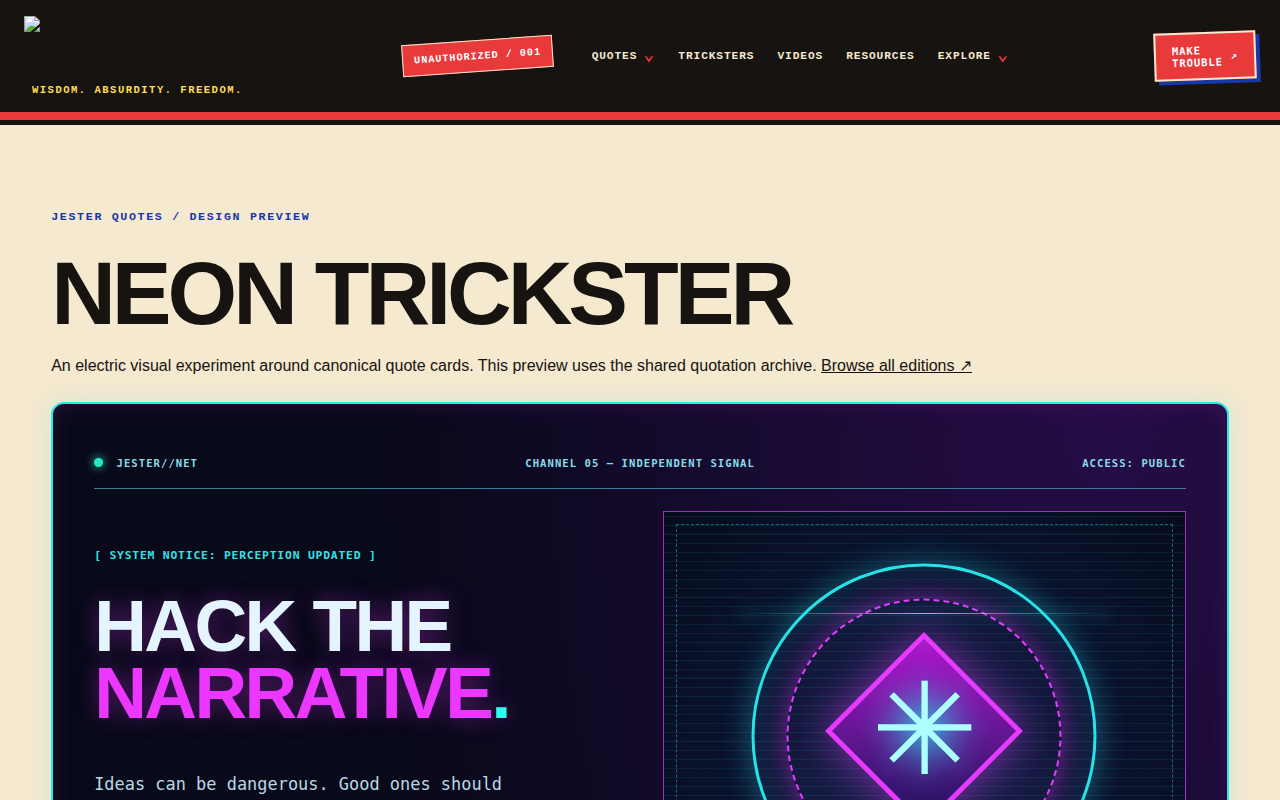 WISDOM. ABSURDITY. FREEDOM.
UNAUTHORIZED / 001
QUOTES
TRICKSTERS
VIDEOS
RESOURCES
EXPLORE
MAKE
TROUBLE ↗
JESTER QUOTES / DESIGN PREVIEW
NEON TRICKSTER
An electric visual experiment around canonical quote cards. This preview uses the shared quotation archive. Browse all editions ↗
JESTER//NET
CHANNEL 05 — INDEPENDENT SIGNAL
ACCESS: PUBLIC
[ SYSTEM NOTICE: PERCEPTION UPDATED ]
HACK THE
NARRATIVE.
Ideas can be dangerous. Good ones should